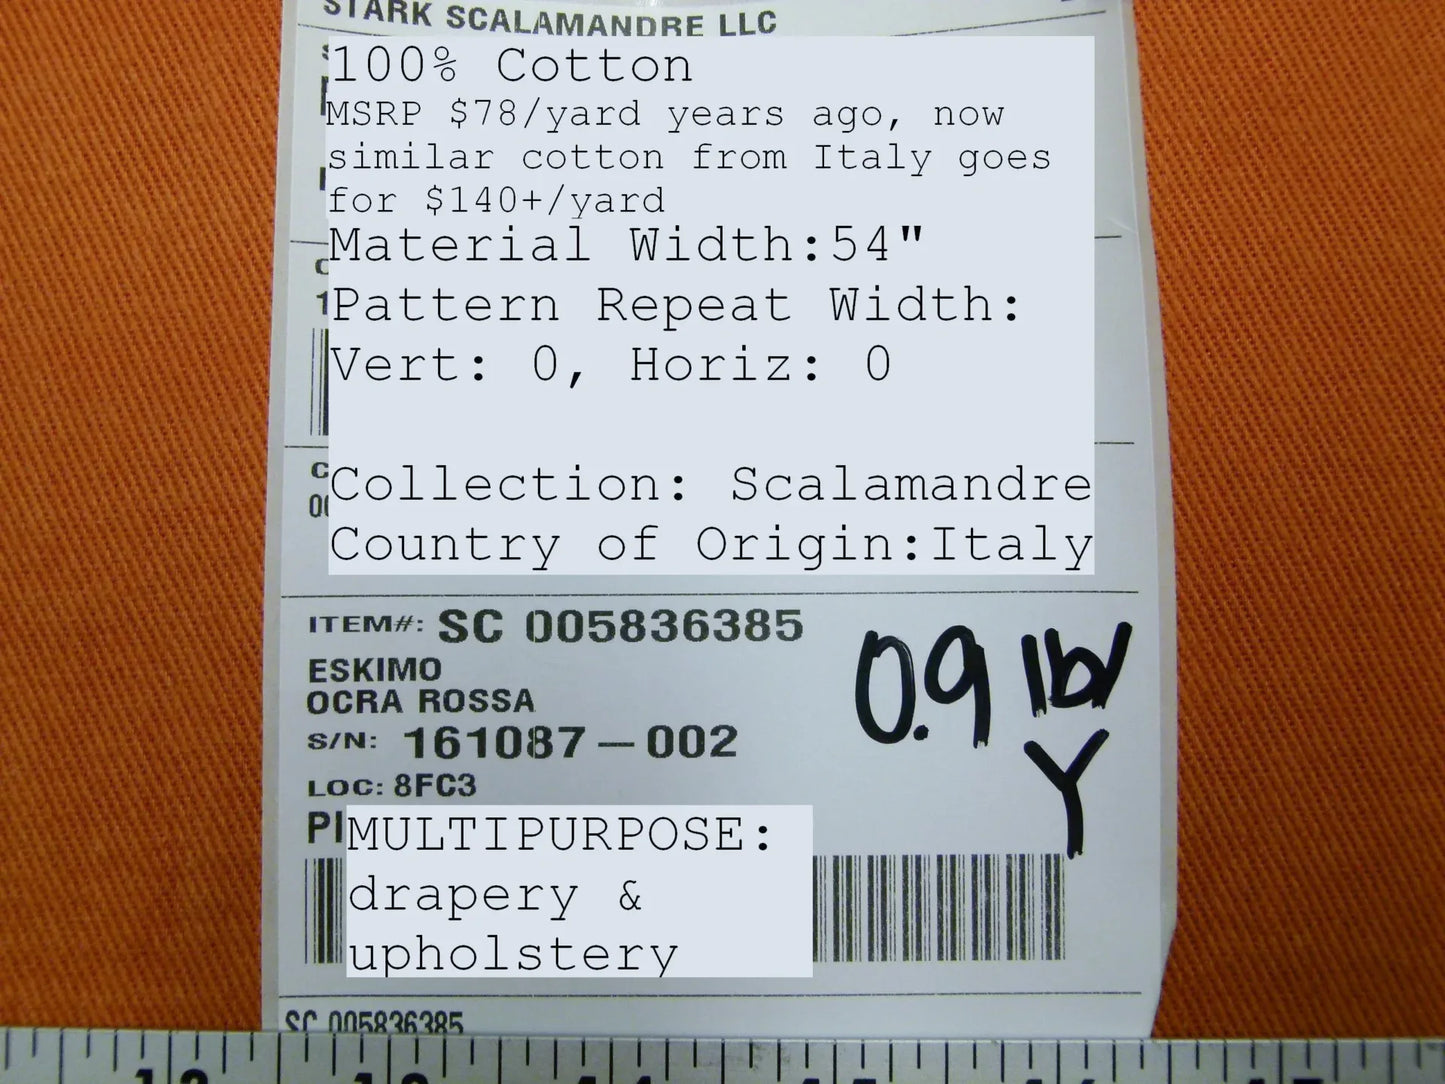 STARK SCALAMANDRE LLC
100% Cotton
MSRP $78/yard years ago, now
similar cotton from Italy goes
for $140+/yard
Material Width:54"
Pattern Repeat Width:
Vert: 0, Horiz: 0
Collection: Scalamandre
Country of Origin:Italy
ITEM#: SC 005836385
ESKIMO
OCRA ROSSA
S/N: 161087-002
LOC: 8FC3
0.9 lb/
Y
MULTIPURPOSE:
drapery &
upholstery
SC 005836385